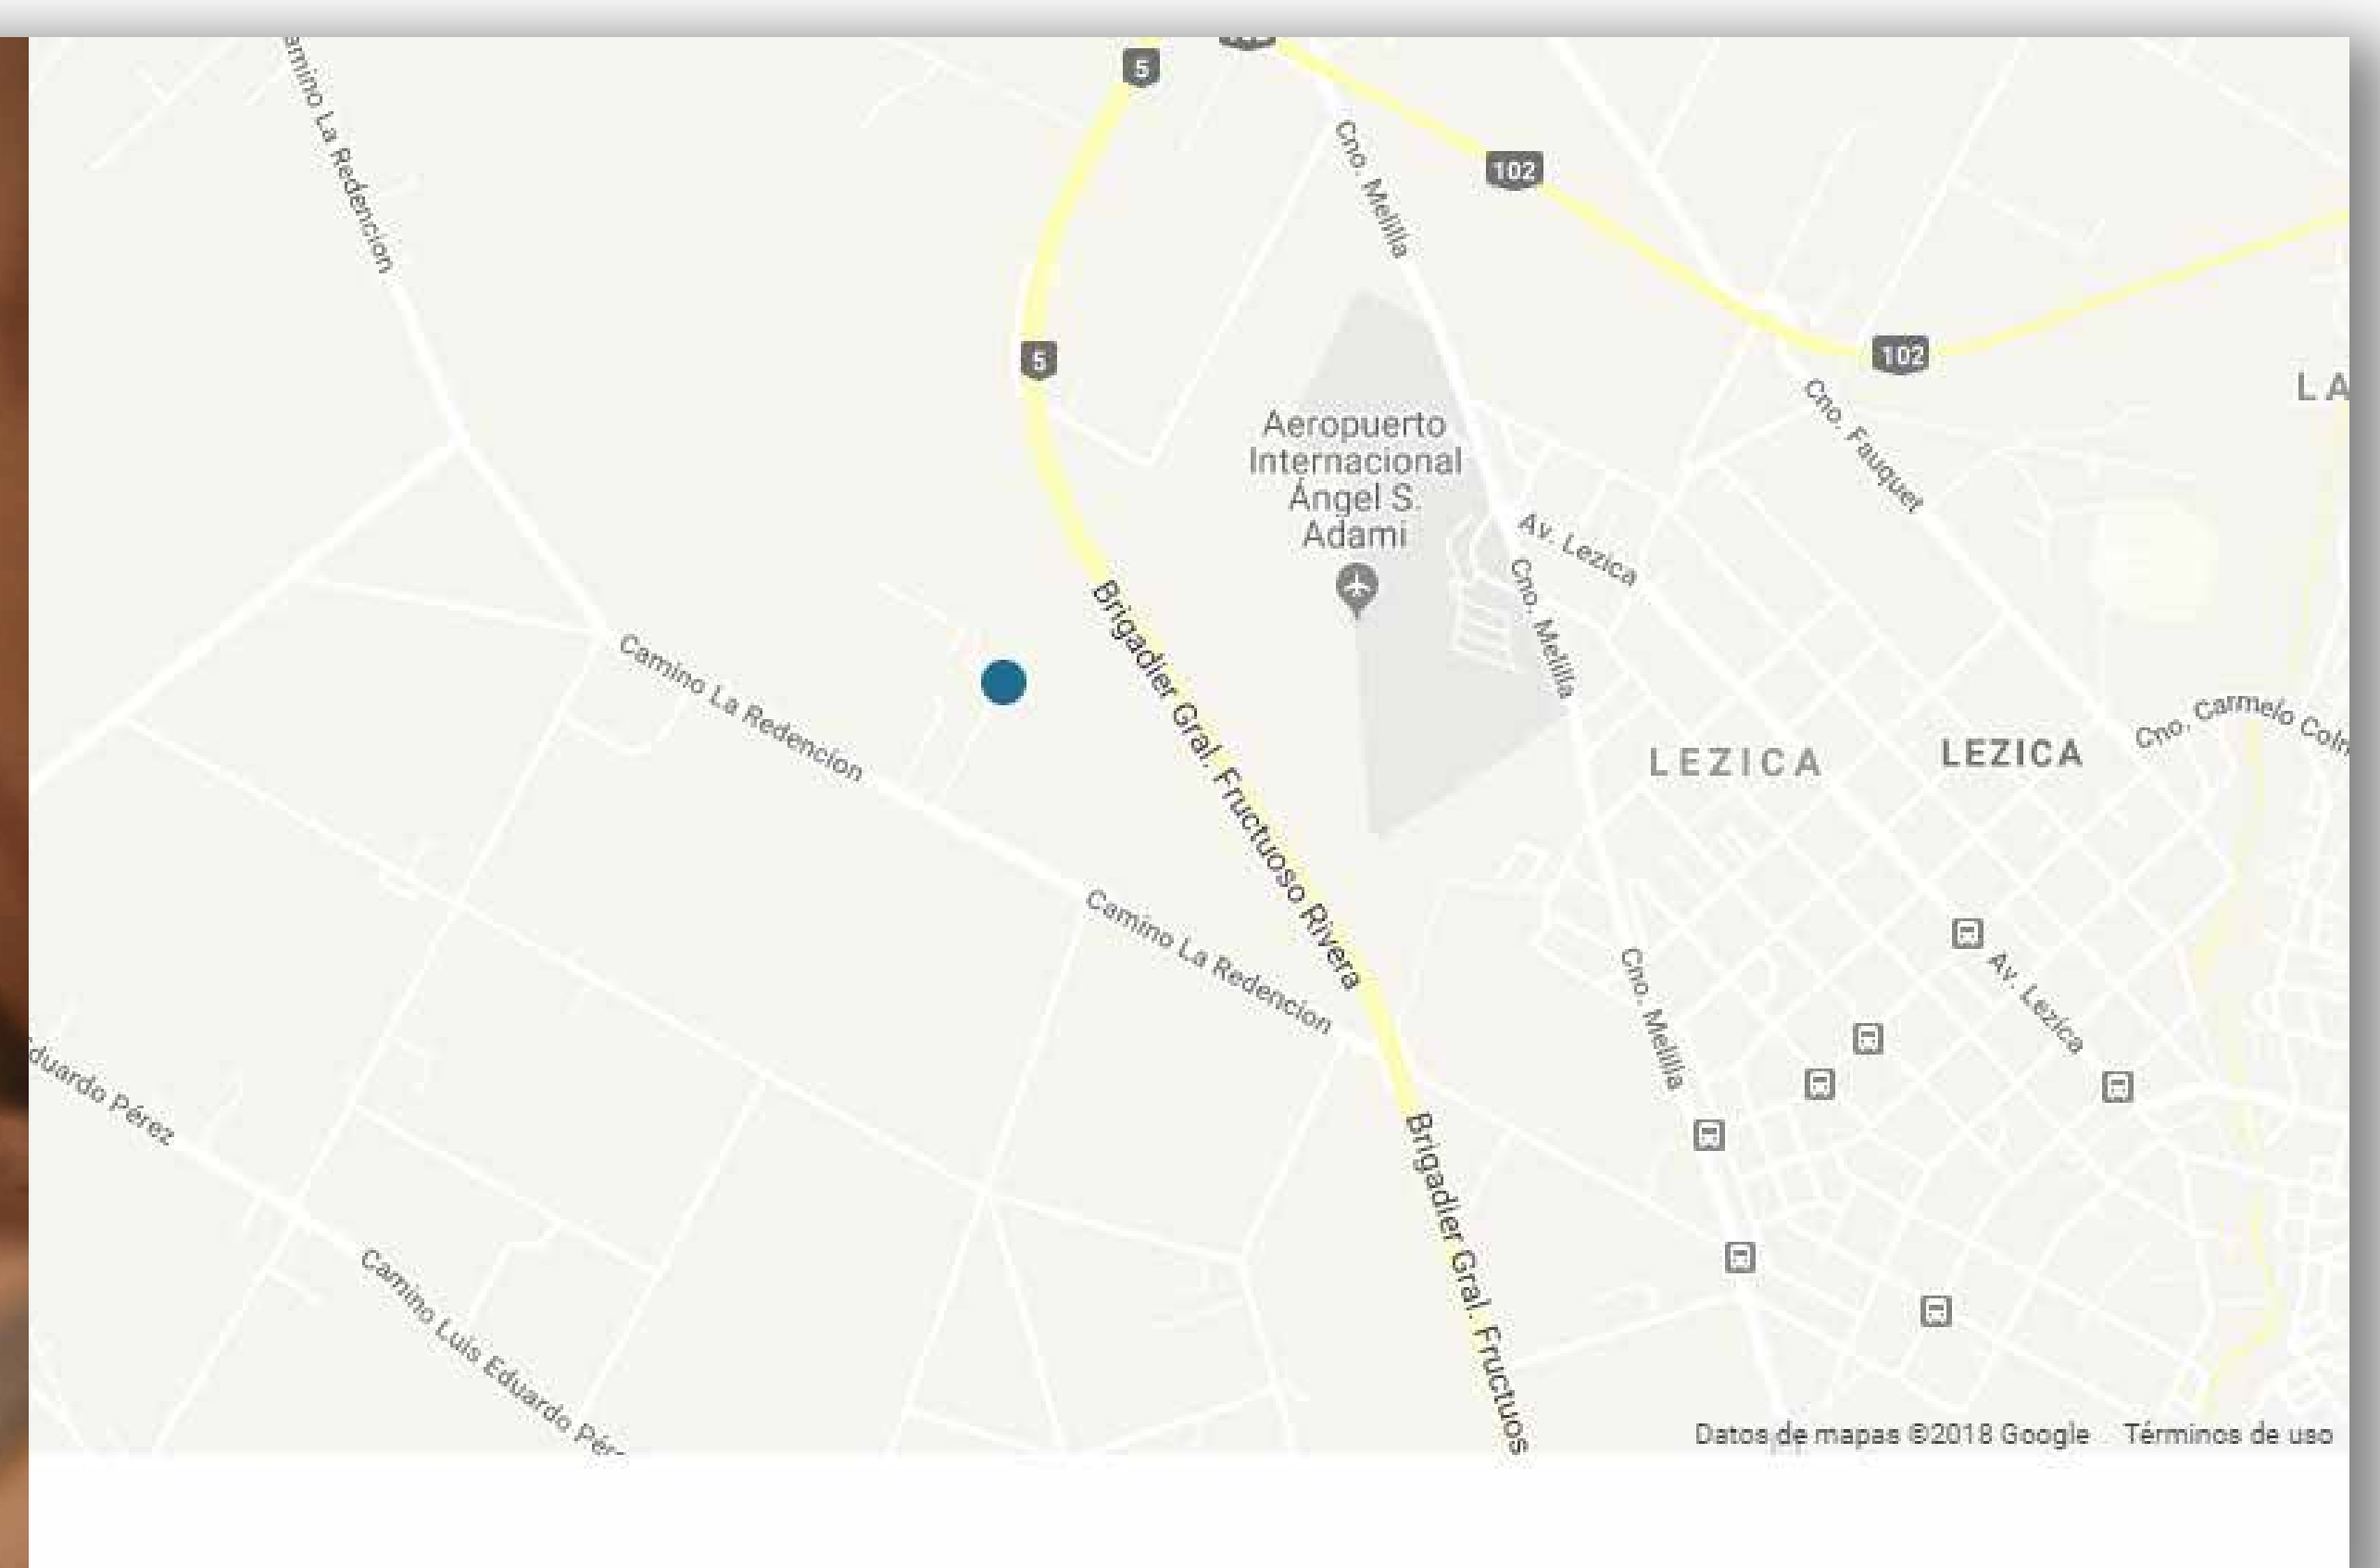 5
Camino La Redencion
Cno. Melilla
102
5
102
LA
Cno. Fauquet
Aeropuerto
Internacional
Ángel S.
Adami
Av. Lezica
Brigadier Gral. Fructuoso Rivera
Cno. Melilla
Camino La Redencion
Cno. Carmelo Colm
LEZICA
LEZICA
Camino La Redencion
Cno. Melilla
Av. Lezica
Eduardo Pérez
Brigadier Gral. Fructuos
Camino Luis Eduardo Pér
Datos de mapas ©2018 Google
Términos de uso